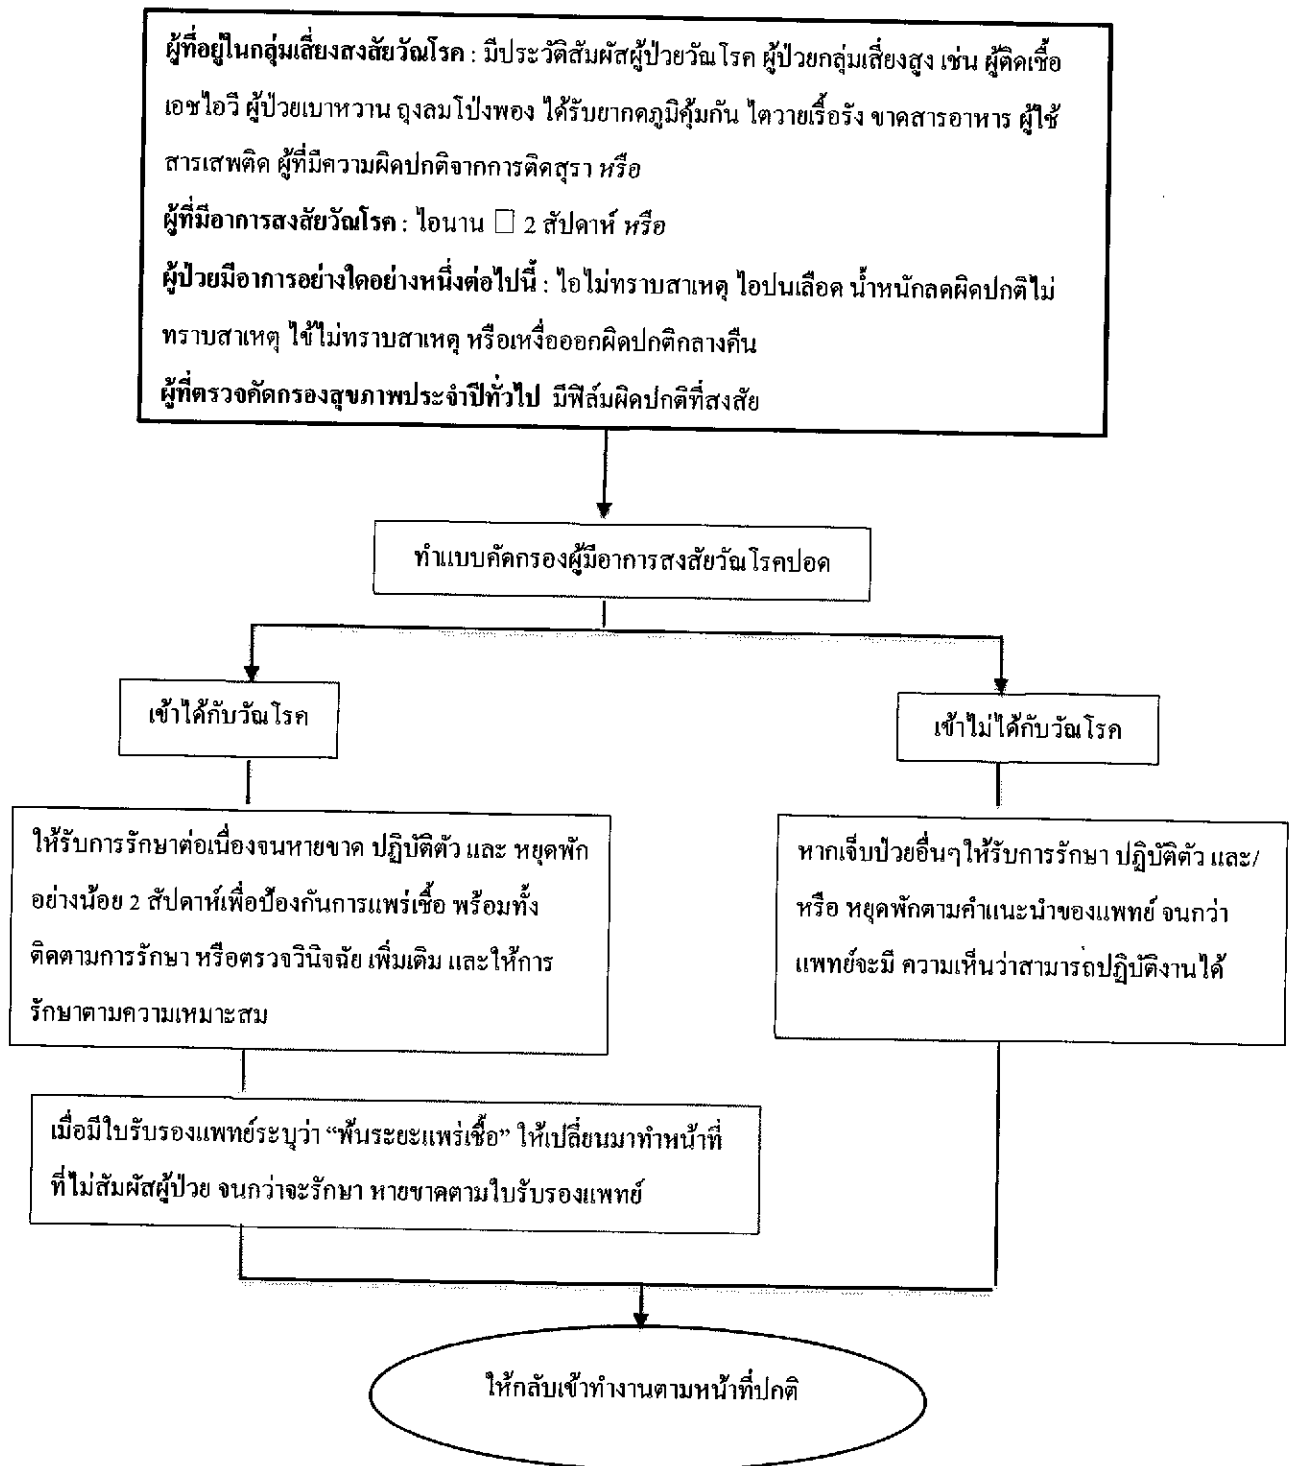 ผู้ที่อยู่ในกลุ่มเสี่ยงสงสัยวัณโรค : มีประวัติสัมผัสผู้ป่วยวัณโรค ผู้ป่วยกลุ่มเสี่ยงสูง เช่น ผู้ติดเชื้อ
เอชไอวี ผู้ป่วยเบาหวาน ถุงลมโป่งพอง ได้รับยากดภูมิคุ้มกัน ไตวายเรื้อรัง ขาดสารอาหาร ผู้ใช้
สารเสพติด ผู้ที่มีความผิดปกติจากการติดสุรา หรือ
ผู้ที่มีอาการสงสัยวัณโรค : ไอนาน □ 2 สัปดาห์ หรือ
ผู้ป่วยมีอาการอย่างใดอย่างหนึ่งต่อไปนี้ : ไอไม่ทราบสาเหตุ ไอปนเลือด น้ำหนักลดผิดปกติไม่
ทราบสาเหตุ ไข้ไม่ทราบสาเหตุ หรือเหงื่อออกผิดปกติกลางคืน
ผู้ที่ตรวจคัดกรองสุขภาพประจำปีทั่วไป มีฟิล์มผิดปกติที่สงสัย
ทำแบบคัดกรองผู้มีอาการสงสัยวัณโรคปอด
เข้าได้กับวัณโรค
เข้าไม่ได้กับวัณโรค
ให้รับการรักษาต่อเนื่องจนหายขาด ปฏิบัติตัว และ หยุดพัก
อย่างน้อย 2 สัปดาห์เพื่อป้องกันการแพร่เชื้อ พร้อมทั้ง
ติดตามการรักษา หรือตรวจวินิจฉัย เพิ่มเติม และให้การ
รักษาตามความเหมาะสม
หากเจ็บป่วยอื่นๆให้รับการรักษา ปฏิบัติตัว และ/
หรือ หยุดพักตามคำแนะนำของแพทย์ จนกว่า
แพทย์จะมี ความเห็นว่าสามารถปฏิบัติงานได้
เมื่อมีใบรับรองแพทย์ระบุว่า “พ้นระยะแพร่เชื้อ” ให้เปลี่ยนมาทำหน้าที่
ที่ไม่สัมผัสผู้ป่วย จนกว่าจะรักษา หายขาดตามใบรับรองแพทย์
ให้กลับเข้าทำงานตามหน้าที่ปกติ